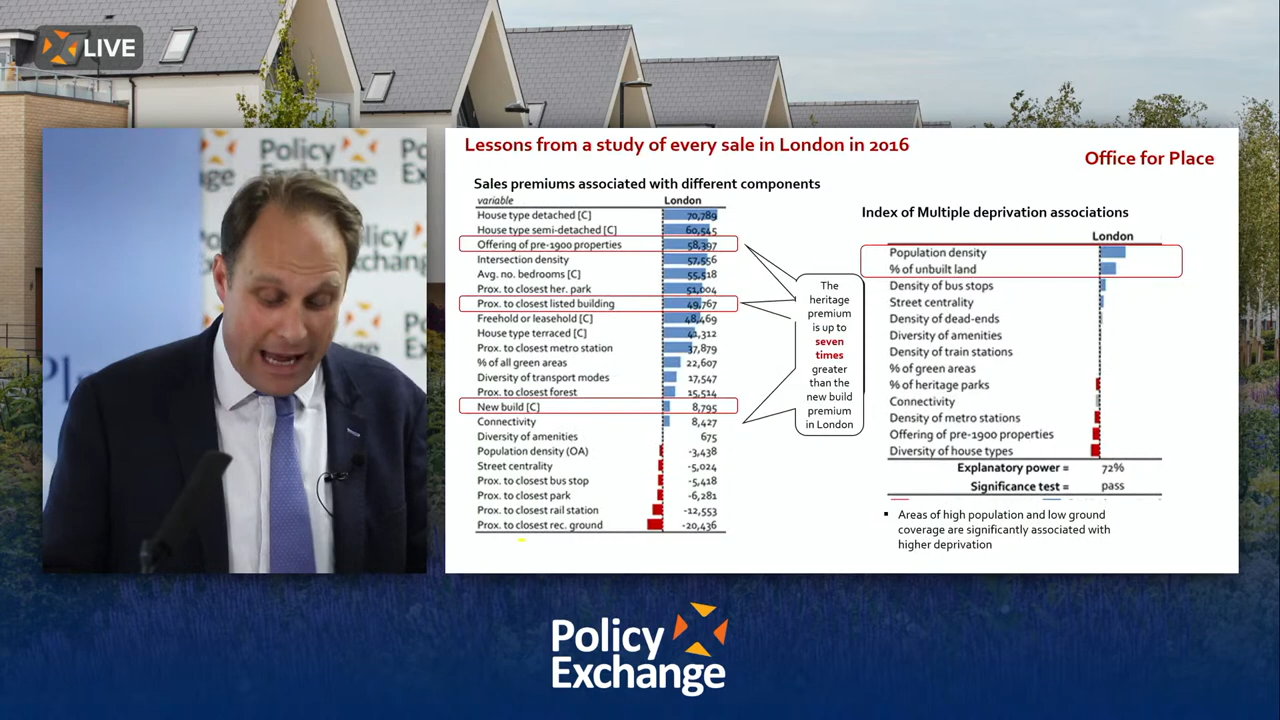 LIVE
Policy
Exchange
Lessons from a study of every sale in London in 2016
Office for Place
Sales premiums associated with different components
variable London
House type detached [C] 70,789
House type semi-detached [C] 60,545
Offering of pre-1900 properties 58,397
Intersection density 57,556
Avg. no. bedrooms [C] 55,518
Prox. to closest her. park 51,004
Prox. to closest listed building 49,767
Freehold or leasehold [C] 48,469
House type terraced [C] 41,312
Prox. to closest metro station 37,879
% of all green areas 22,607
Diversity of transport modes 17,547
Prox. to closest forest 15,514
New build [C] 8,795
Connectivity 8,427
Diversity of amenities 675
Population density (OA) -3,438
Street centrality -5,024
Prox. to closest bus stop -5,418
Prox. to closest park -6,281
Prox. to closest rail station -12,553
Prox. to closest rec. ground -20,436
The
heritage
premium
is up to
seven
times
greater
than the
new build
premium
in London
Index of Multiple deprivation associations
London
Population density
% of unbuilt land
Density of bus stops
Street centrality
Density of dead-ends
Diversity of amenities
Density of train stations
% of green areas
% of heritage parks
Connectivity
Density of metro stations
Offering of pre-1900 properties
Diversity of house types
Explanatory power = 72%
Significance test = pass
▪ Areas of high population and low ground
coverage are significantly associated with
higher deprivation
Policy
Exchange